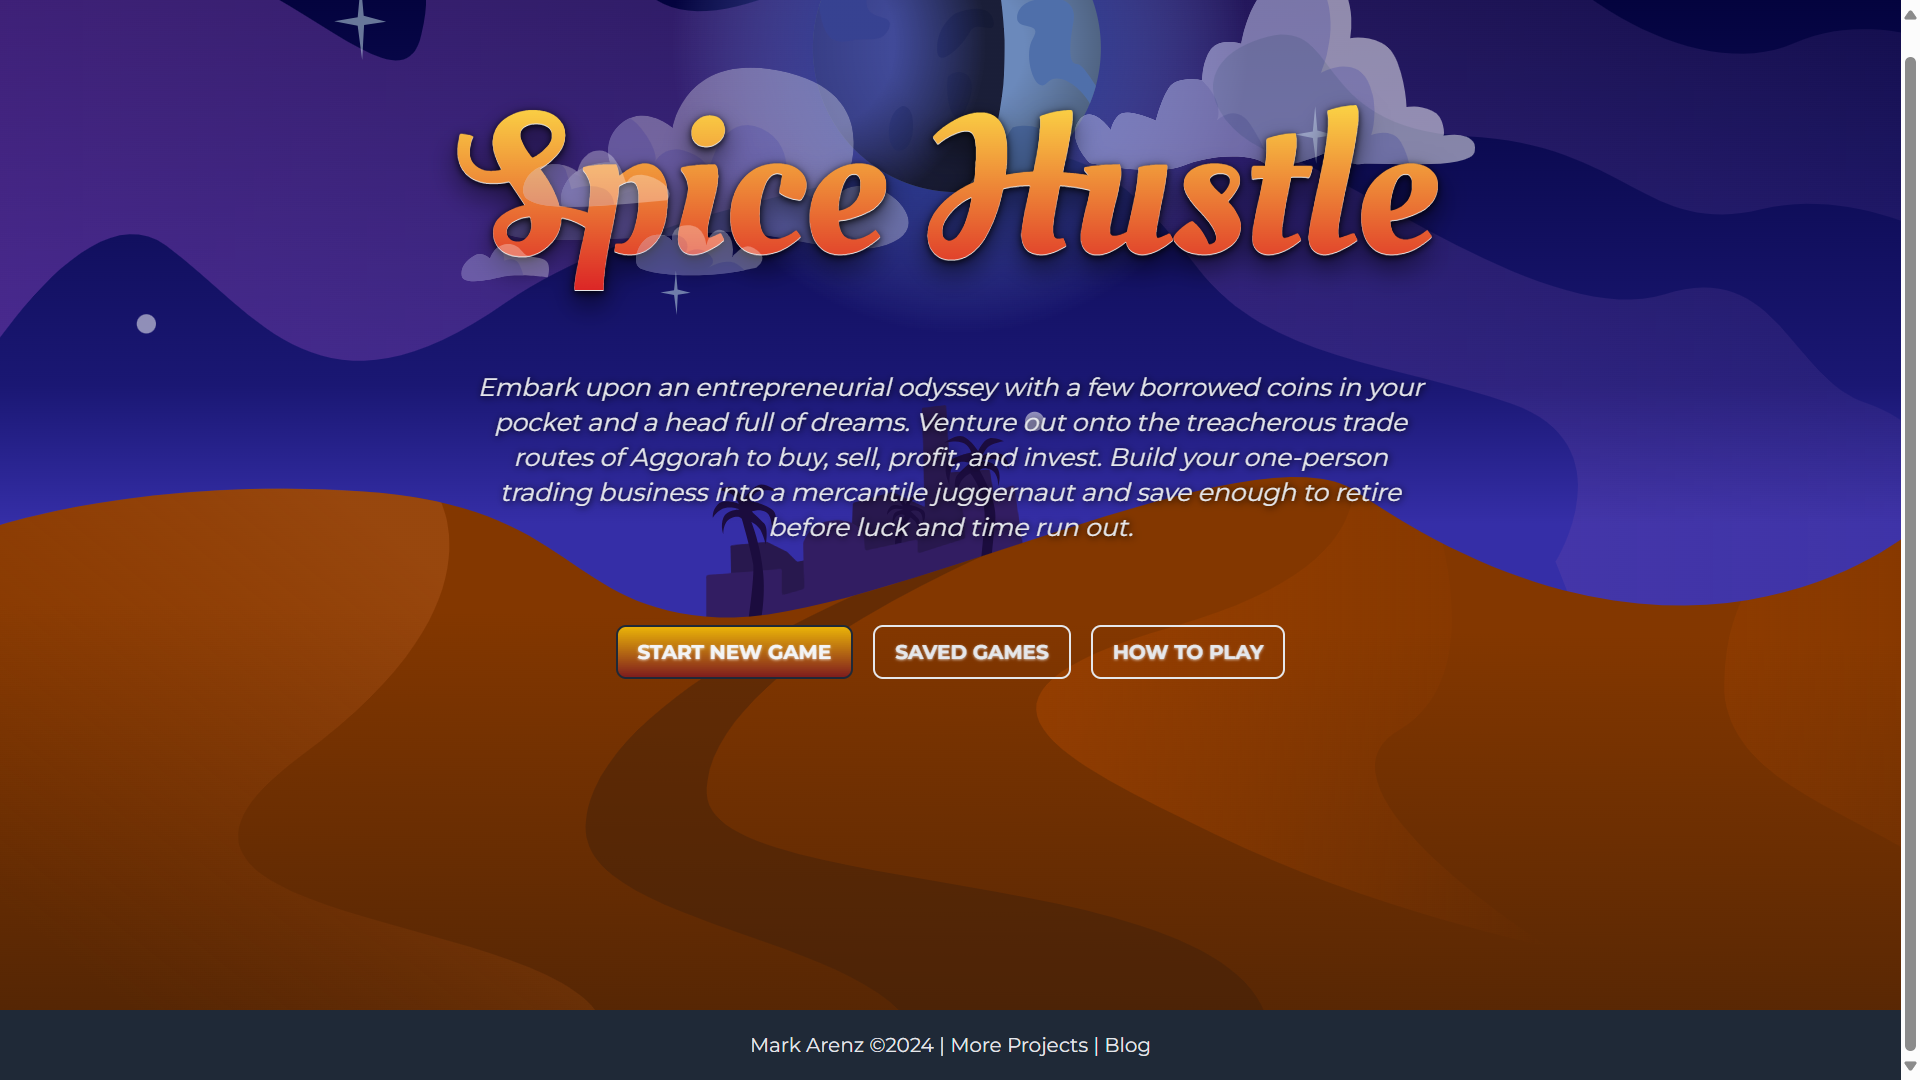 Spice Hustle
Embark upon an entrepreneurial odyssey with a few borrowed coins in your
pocket and a head full of dreams. Venture out onto the treacherous trade
routes of Aggorah to buy, sell, profit, and invest. Build your one-person
trading business into a mercantile juggernaut and save enough to retire
before luck and time run out.
START NEW GAME SAVED GAMES HOW TO PLAY
Mark Arenz ©2024 | More Projects | Blog